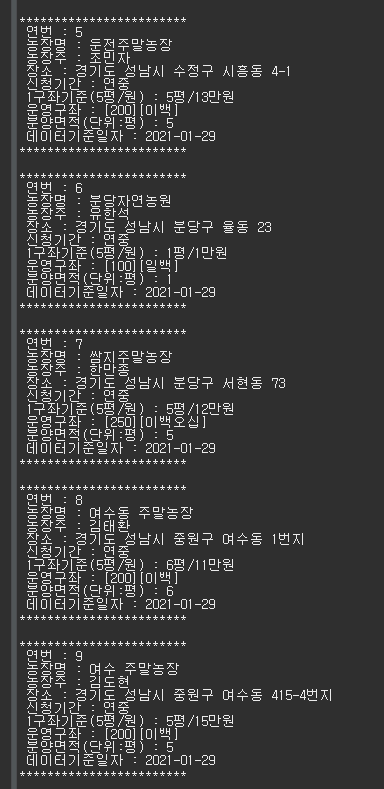 ************************
연번 : 5
농장명 : 둔전주말농장
농장주 : 조민자
장소 : 경기도 성남시 수정구 시흥동 4-1
신청기간 : 연중
1구좌기준(5평/원) : 5평/13만원
운영구좌 : [200][이백]
분양면적(단위:평) : 5
데이터기준일자 : 2021-01-29
************************
************************
연번 : 6
농장명 : 분당자연농원
농장주 : 유한석
장소 : 경기도 성남시 분당구 율동 23
신청기간 : 연중
1구좌기준(5평/원) : 1평/1만원
운영구좌 : [100][일백]
분양면적(단위:평) : 1
데이터기준일자 : 2021-01-29
************************
************************
연번 : 7
농장명 : 쌈지주말농장
농장주 : 한만종
장소 : 경기도 성남시 분당구 서현동 73
신청기간 : 연중
1구좌기준(5평/원) : 5평/12만원
운영구좌 : [250][이백오십]
분양면적(단위:평) : 5
데이터기준일자 : 2021-01-29
************************
************************
연번 : 8
농장명 : 여수동 주말농장
농장주 : 김태환
장소 : 경기도 성남시 중원구 여수동 1번지
신청기간 : 연중
1구좌기준(5평/원) : 6평/11만원
운영구좌 : [200][이백]
분양면적(단위:평) : 6
데이터기준일자 : 2021-01-29
************************
************************
연번 : 9
농장명 : 여수 주말농장
농장주 : 김도현
장소 : 경기도 성남시 중원구 여수동 415-4번지
신청기간 : 연중
1구좌기준(5평/원) : 5평/15만원
운영구좌 : [200][이백]
분양면적(단위:평) : 5
데이터기준일자 : 2021-01-29
************************